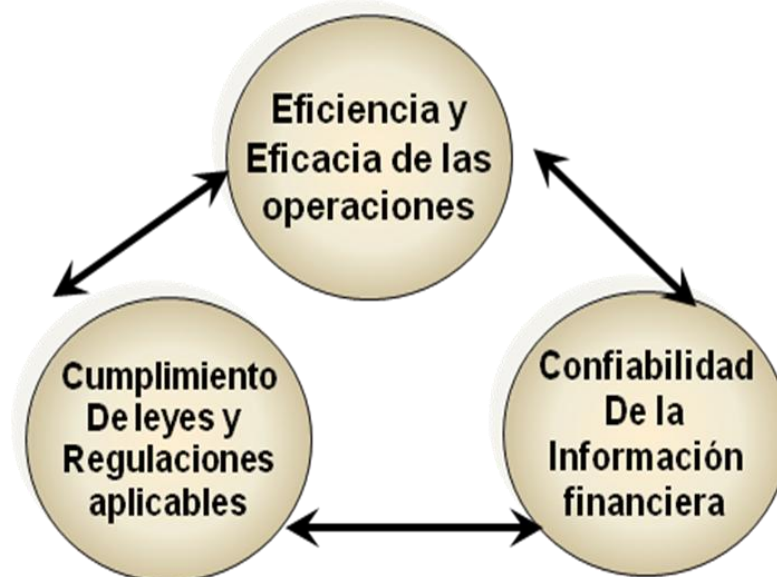 Eficiencia y
Eficacia de las
operaciones
Cumplimiento
De leyes y
Regulaciones
aplicables
Confiabilidad
De la
Información
financiera